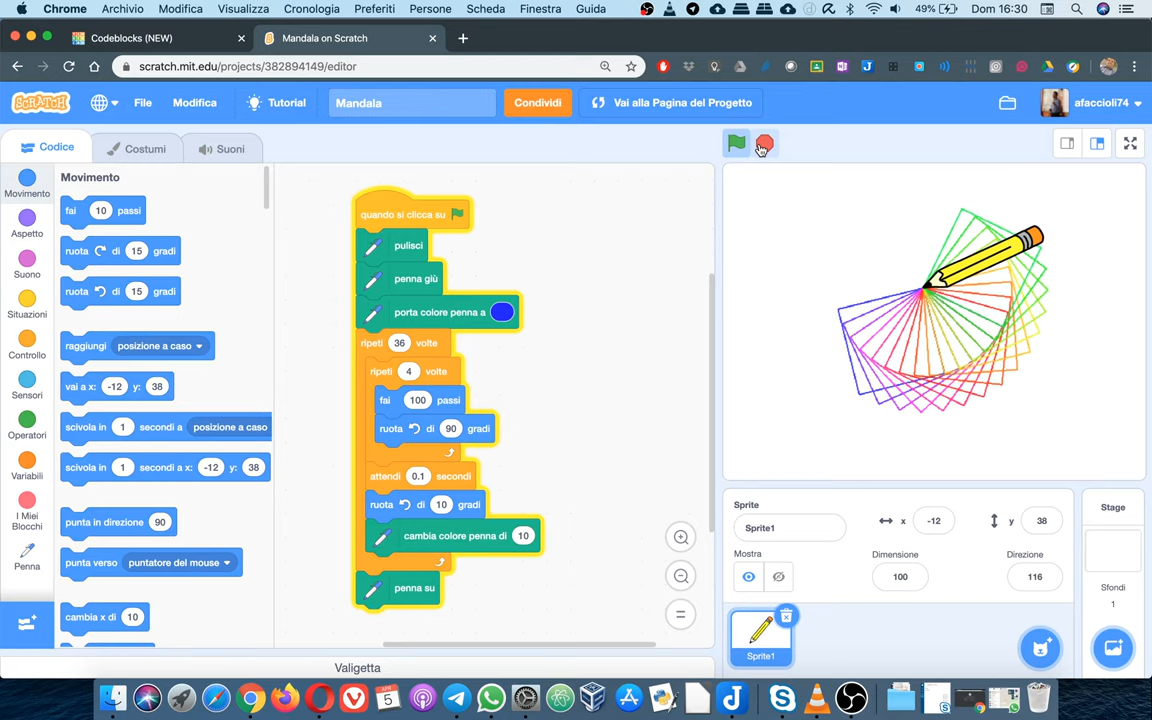 Chrome Archivio Modifica Visualizza Cronologia Preferiti Persone Scheda Finestra Guida 49% Dom 16:30
Codeblocks (NEW) Mandala on Scratch
scratch.mit.edu/projects/382894149/editor
SCRATCH File Modifica Tutorial Mandala Condividi Vai alla Pagina del Progetto afaccioli74
Codice Costumi Suoni
Movimento
Aspetto
Suono
Situazioni
Controllo
Sensori
Operatori
Variabili
I Miei
Blocchi
Penna
Movimento
fai 10 passi
ruota di 15 gradi
ruota di 15 gradi
raggiungi posizione a caso
vai a x: -12 y: 38
scivola in 1 secondi a posizione a caso
scivola in 1 secondi a x: -12 y: 38
punta in direzione 90
punta verso puntatore del mouse
cambia x di 10
quando si clicca su
pulisci
penna giù
porta colore penna a
ripeti 36 volte
ripeti 4 volte
fai 100 passi
ruota di 90 gradi
attendi 0.1 secondi
ruota di 10 gradi
cambia colore penna di 10
penna su
Valigetta
Sprite
Sprite1 x -12 y 38
Mostra Dimensione Direzione
100 116
Sprite1
Stage
Sfondi
1
APR
5